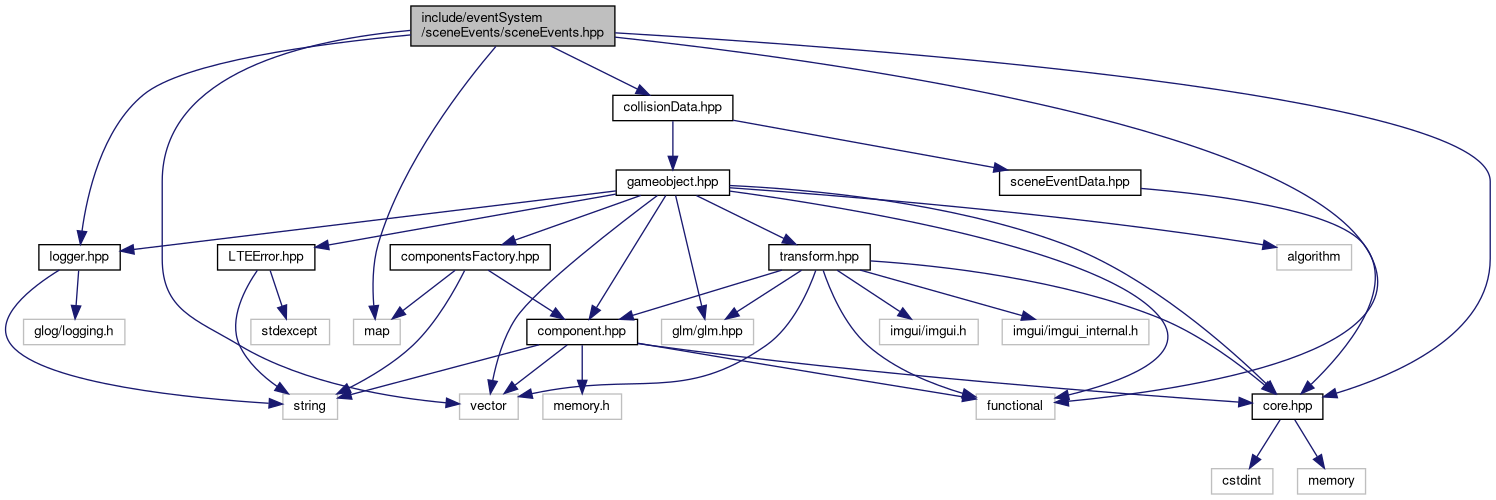 include/eventSystem
/sceneEvents/sceneEvents.hpp
collisionData.hpp
gameobject.hpp
sceneEventData.hpp
logger.hpp
LTEError.hpp
componentsFactory.hpp
transform.hpp
algorithm
glog/logging.h
stdexcept
map
component.hpp
glm/glm.hpp
imgui/imgui.h
imgui/imgui_internal.h
string
vector
memory.h
functional
core.hpp
cstdint
memory